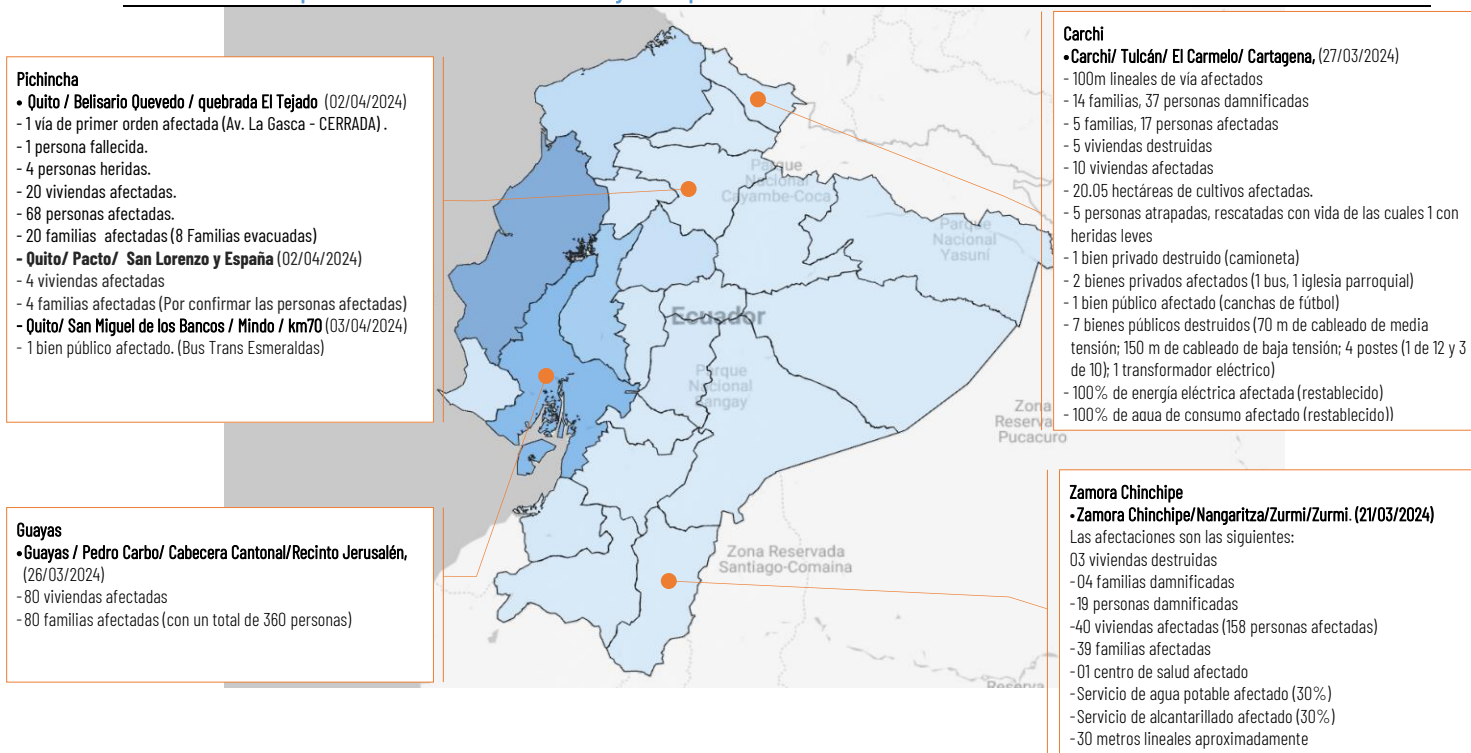 Pichincha
• Quito / Belisario Quevedo / quebrada El Tejado (02/04/2024)
- 1 vía de primer orden afectada (Av. La Gasca - CERRADA) .
- 1 persona fallecida.
- 4 personas heridas.
- 20 viviendas afectadas.
- 68 personas afectadas.
- 20 familias afectadas (8 Familias evacuadas)
- Quito/ Pacto/ San Lorenzo y España (02/04/2024)
- 4 viviendas afectadas
- 4 familias afectadas (Por confirmar las personas afectadas)
- Quito/ San Miguel de los Bancos / Mindo / km70 (03/04/2024)
- 1 bien público afectado. (Bus Trans Esmeraldas)
Guayas
•Guayas / Pedro Carbo/ Cabecera Cantonal/Recinto Jerusalén,
(26/03/2024)
- 80 viviendas afectadas
- 80 familias afectadas (con un total de 360 personas)
Parque
Nacional
Cayambe-Coca
Parque
Nacional
Yasuní
Ecuador
Parque
Nacional
Sangay
Zona
Reserva
Pucacuro
Zona Reservada
Santiago-Comaina
Reserva
Carchi
•Carchi/ Tulcán/ El Carmelo/ Cartagena, (27/03/2024)
- 100m lineales de vía afectados
- 14 familias, 37 personas damnificadas
- 5 familias, 17 personas afectadas
- 5 viviendas destruidas
- 10 viviendas afectadas
- 20.05 hectáreas de cultivos afectadas.
- 5 personas atrapadas, rescatadas con vida de las cuales 1 con
heridas leves
- 1 bien privado destruido (camioneta)
- 2 bienes privados afectados (1 bus, 1 iglesia parroquial)
- 1 bien público afectado (canchas de fútbol)
- 7 bienes públicos destruidos (70 m de cableado de media
tensión; 150 m de cableado de baja tensión; 4 postes (1 de 12 y 3
de 10); 1 transformador eléctrico)
- 100% de energía eléctrica afectada (restablecido)
- 100% de agua de consumo afectado (restablecido))
Zamora Chinchipe
•Zamora Chinchipe/Nangaritza/Zurmi/Zurmi. (21/03/2024)
Las afectaciones son las siguientes:
03 viviendas destruidas
-04 familias damnificadas
-19 personas damnificadas
-40 viviendas afectadas (158 personas afectadas)
-39 familias afectadas
-01 centro de salud afectado
-Servicio de agua potable afectado (30%)
-Servicio de alcantarillado afectado (30%)
-30 metros lineales aproximadamente